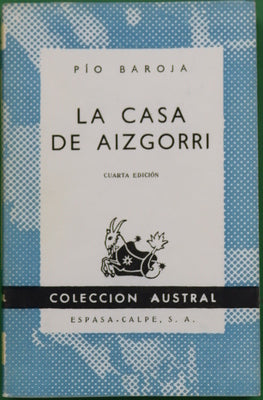 PÍO BAROJA
LA CASA
DE AIZGORRI
CUARTA EDICIÓN
COLECCION AUSTRAL
ESPASA-CALPE, S. A.